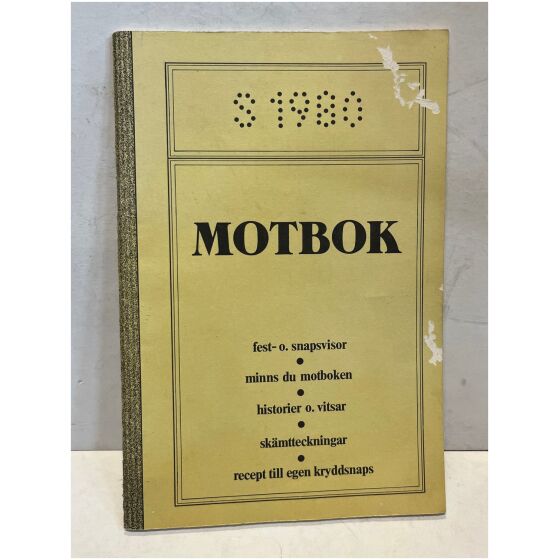 S 1980
MOTBOK
fest- o. snapsvisor
minns du motboken
historier o. vitsar
skämtteckningar
recept till egen kryddsnaps